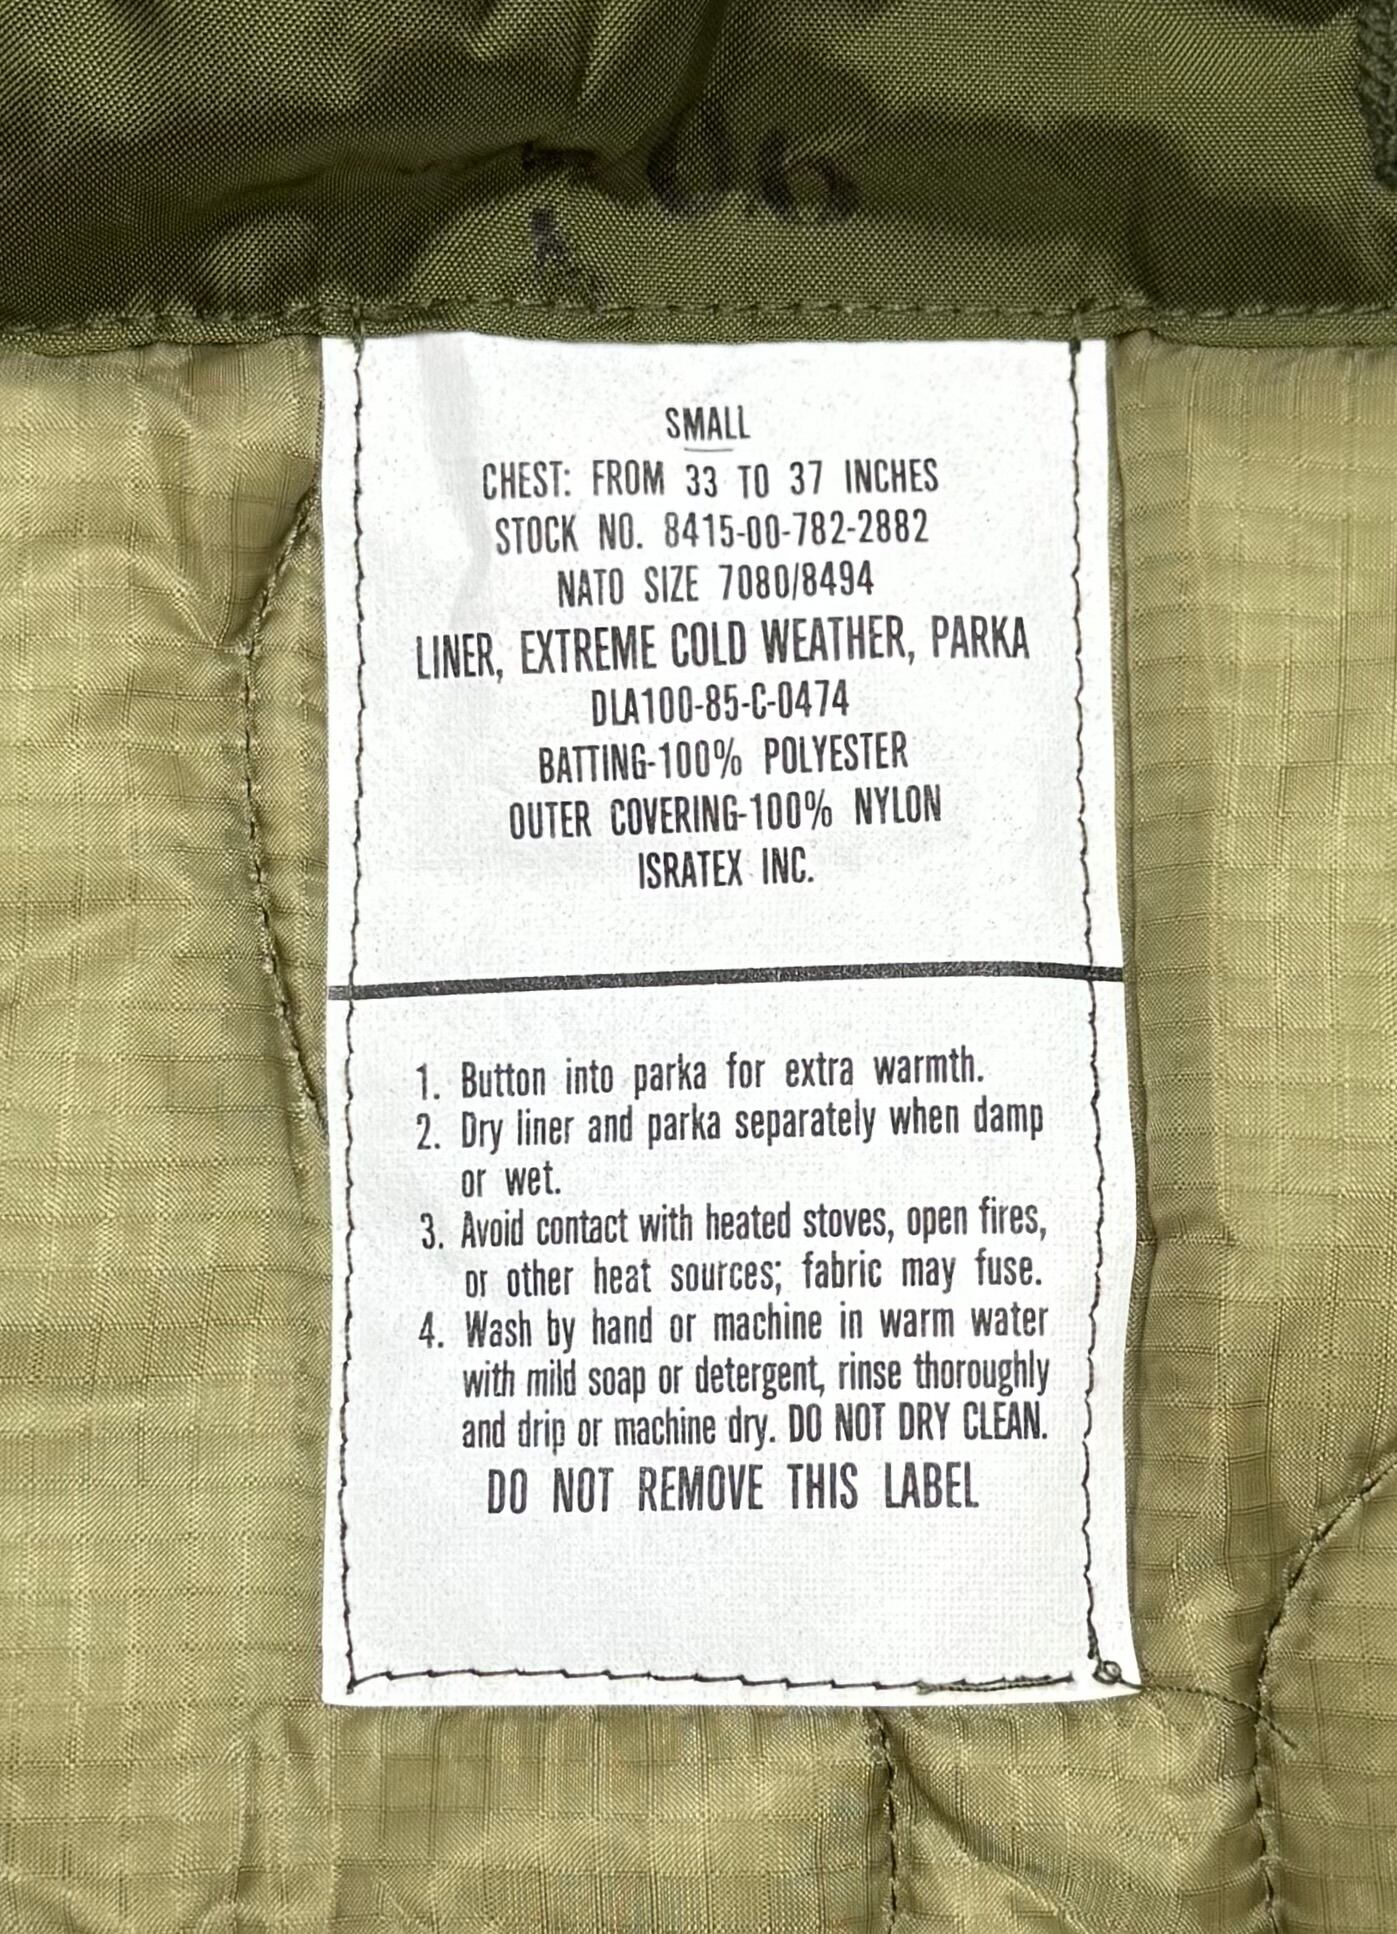 06
SMALL
CHEST: FROM 33 TO 37 INCHES
STOCK NO. 8415-00-782-2882
NATO SIZE 7080/8494
LINER, EXTREME COLD WEATHER, PARKA
DLA100-85-C-0474
BATTING-100% POLYESTER
OUTER COVERING-100% NYLON
ISRATEX INC.
1. Button into parka for extra warmth.
2. Dry liner and parka separately when damp
or wet.
3. Avoid contact with heated stoves, open fires,
or other heat sources; fabric may fuse.
4. Wash by hand or machine in warm water
with mild soap or detergent, rinse thoroughly
and drip or machine dry. DO NOT DRY CLEAN.
DO NOT REMOVE THIS LABEL